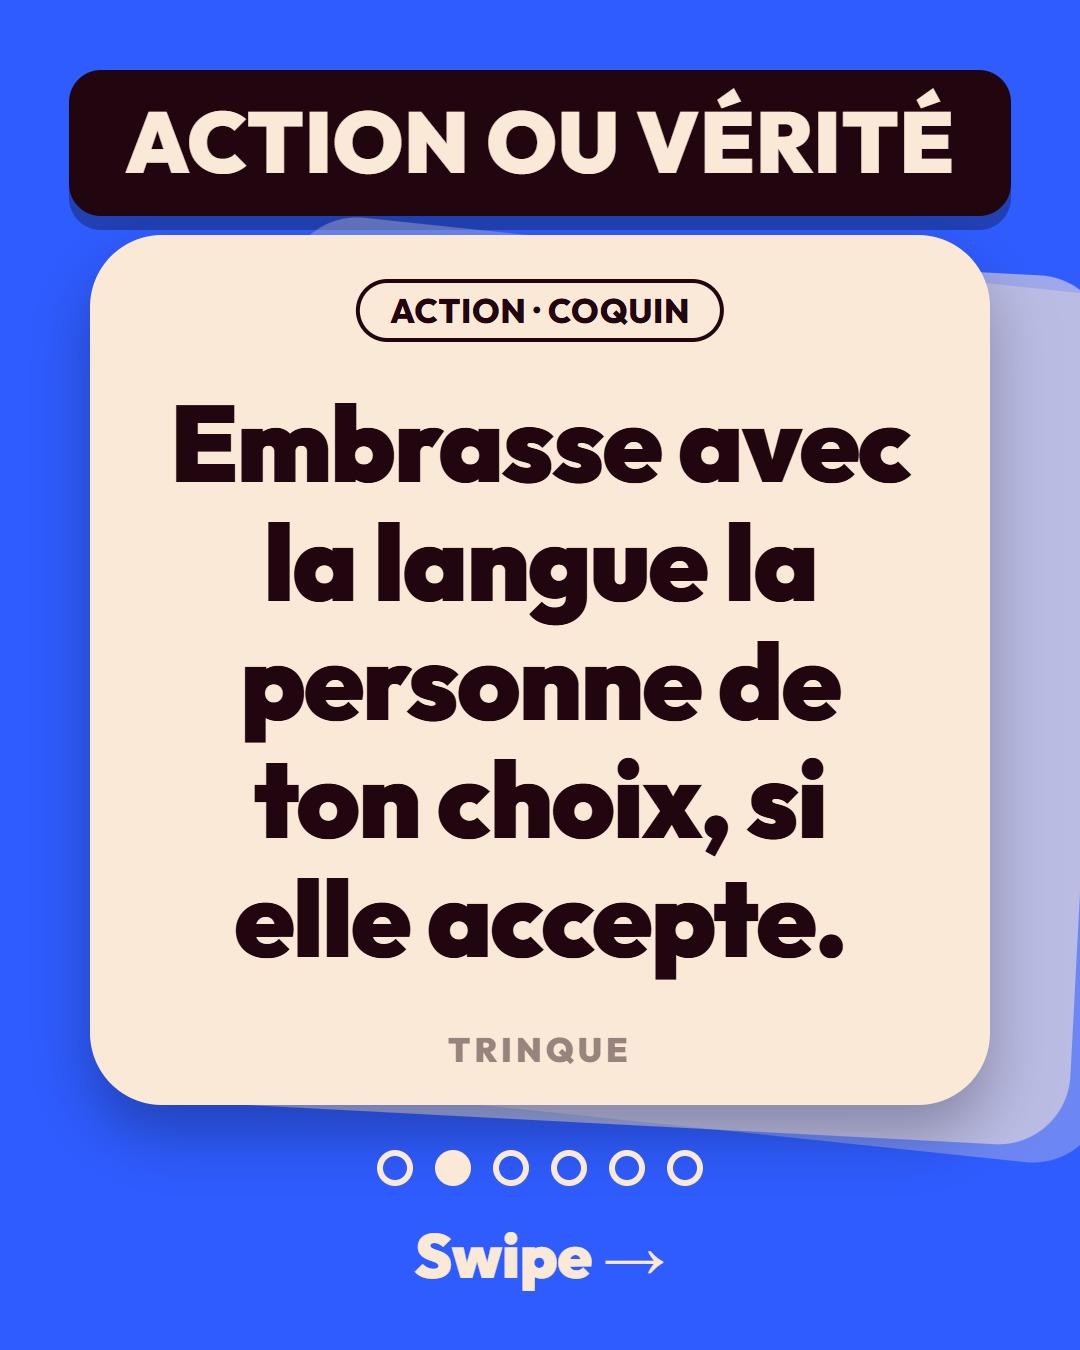 ACTION OU VÉRITÉ
ACTION · COQUIN
Embrasse avec
la langue la
personne de
ton choix, si
elle accepte.
TRINQUE
Swipe →